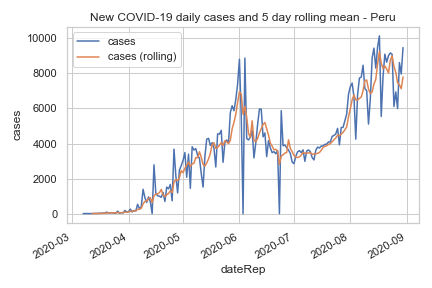 New COVID-19 daily cases and 5 day rolling mean - Peru
cases
cases (rolling)
10000
8000
6000
4000
2000
0
cases
2020-03
2020-04
2020-05
2020-06
2020-07
2020-08
2020-09
dateRep